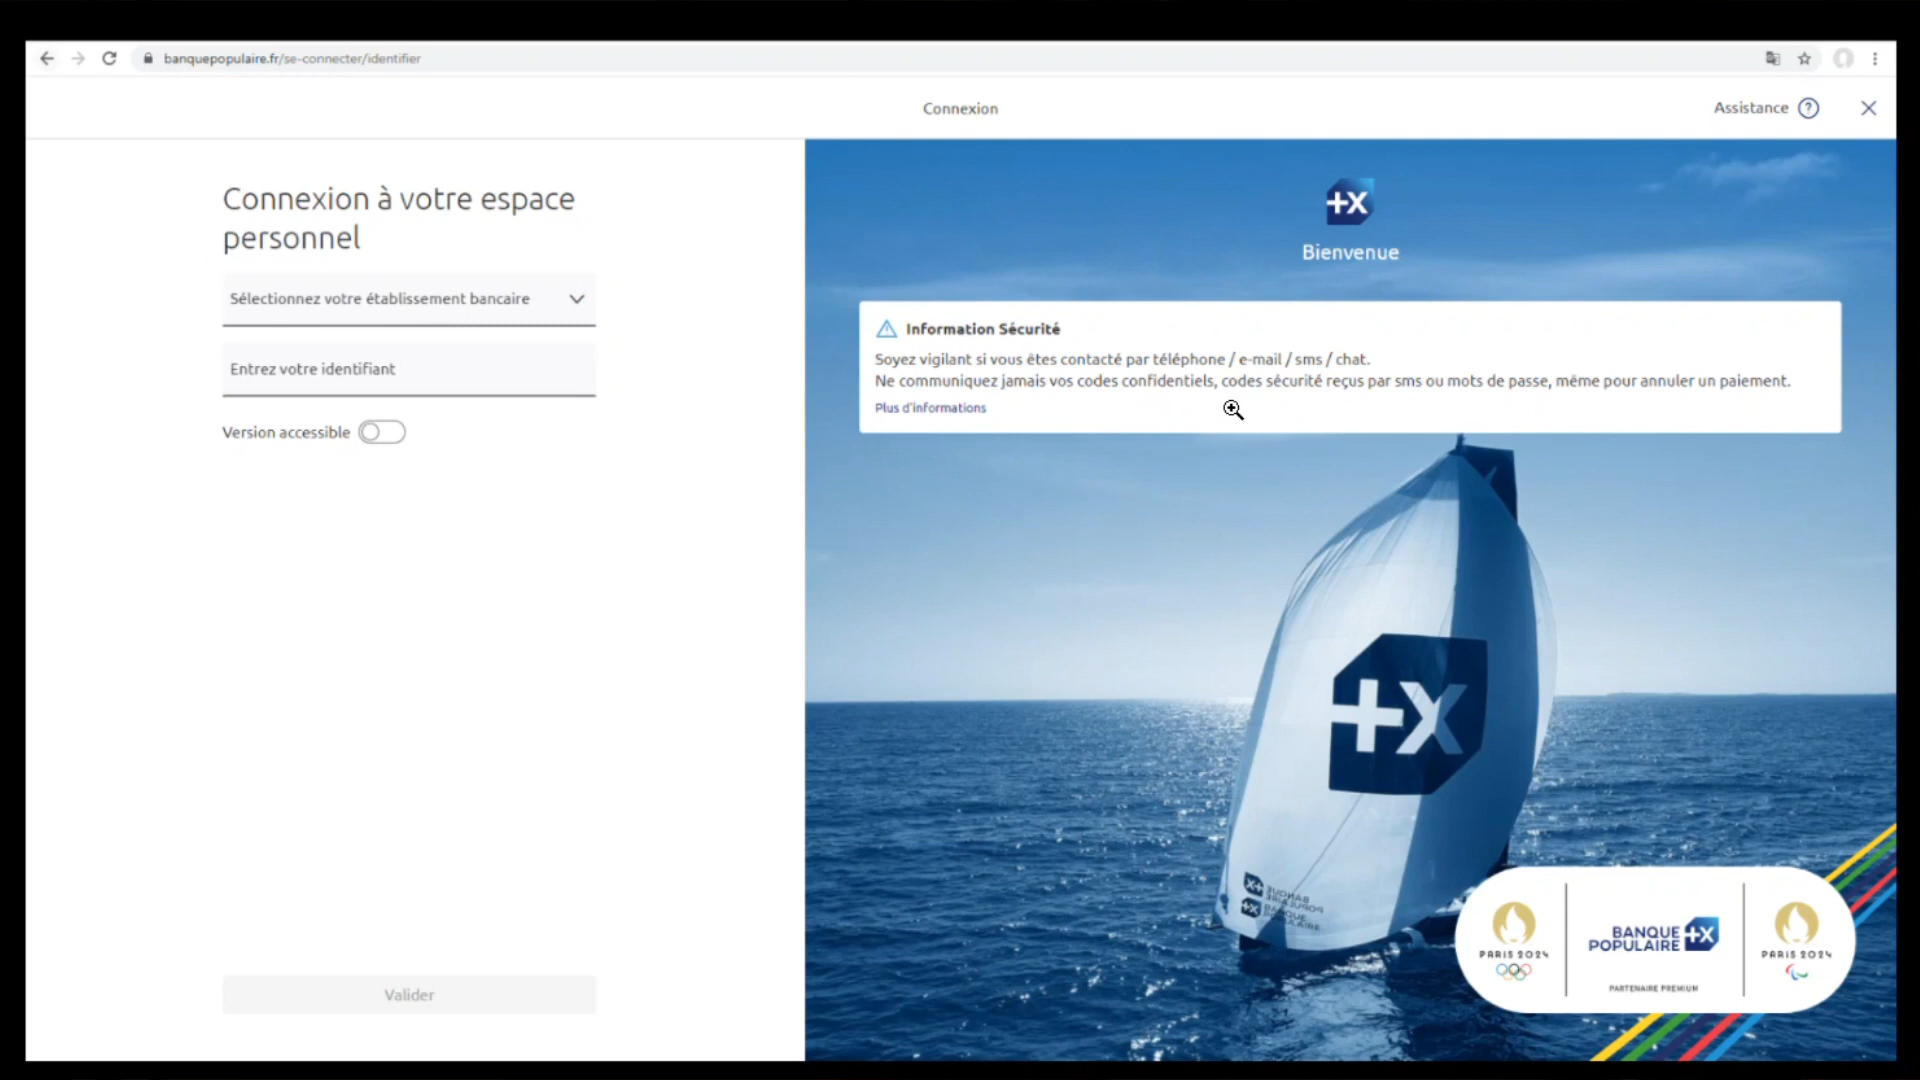 banquepopulaire.fr/se-connecter/identifier
Connexion
Assistance ?
Connexion à votre espace
personnel
Sélectionnez votre établissement bancaire
Entrez votre identifiant
Version accessible
Valider
+X
Bienvenue
Information Sécurité
Soyez vigilant si vous êtes contacté par téléphone / e-mail / sms / chat.
Ne communiquez jamais vos codes confidentiels, codes sécurité reçus par sms ou mots de passe, même pour annuler un paiement.
Plus d'informations
+X
BANQUE
POPULAIRE
PARIS 2024
BANQUE
POPULAIRE +X
PARTENAIRE PREMIUM
PARIS 2024